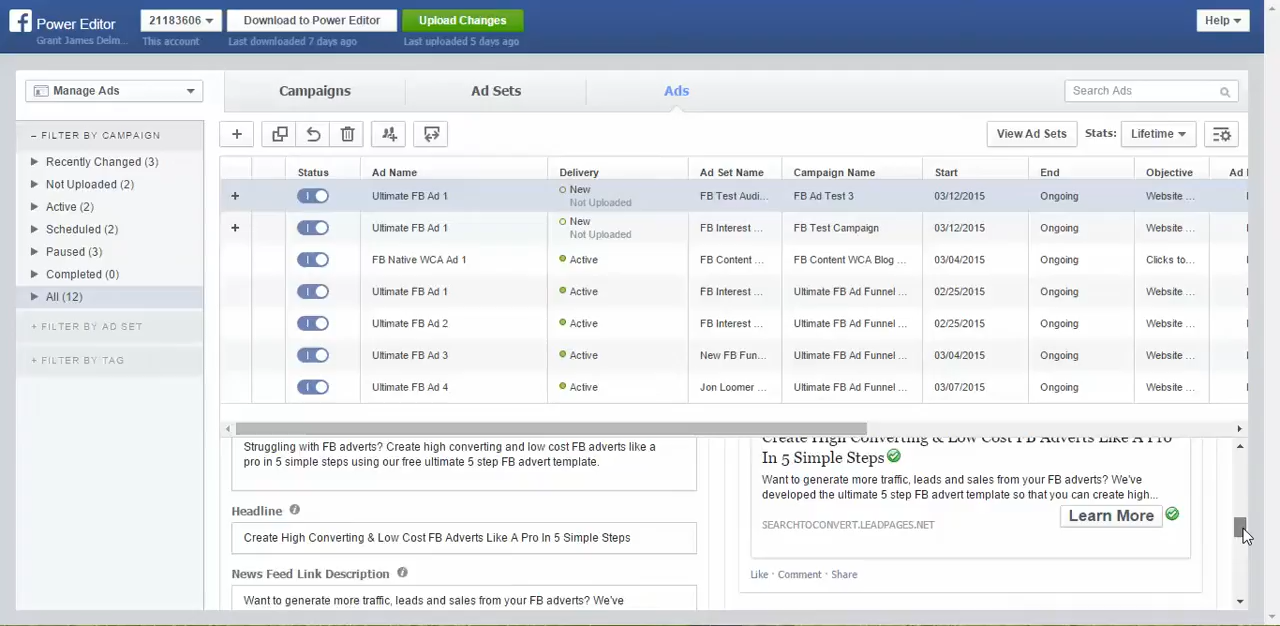 Power Editor
Grant James Delm...
21183606
This account
Download to Power Editor
Last downloaded 7 days ago
Upload Changes
Last uploaded 5 days ago
Help
Manage Ads
Campaigns
Ad Sets
Ads
Search Ads
– FILTER BY CAMPAIGN
Recently Changed (3)
Not Uploaded (2)
Active (2)
Scheduled (2)
Paused (3)
Completed (0)
All (12)
+ FILTER BY AD SET
+ FILTER BY TAG
View Ad Sets
Stats:
Lifetime
Status Ad Name Delivery Ad Set Name Campaign Name Start End Objective Ad
+ Ultimate FB Ad 1 New Not Uploaded FB Test Audi... FB Ad Test 3 03/12/2015 Ongoing Website ...
+ Ultimate FB Ad 1 New Not Uploaded FB Interest ... FB Test Campaign 03/12/2015 Ongoing Website ...
FB Native WCA Ad 1 Active FB Content ... FB Content WCA Blog ... 03/04/2015 Ongoing Clicks to...
Ultimate FB Ad 1 Active FB Interest ... Ultimate FB Ad Funnel ... 02/25/2015 Ongoing Website ...
Ultimate FB Ad 2 Active FB Interest ... Ultimate FB Ad Funnel ... 02/25/2015 Ongoing Website ...
Ultimate FB Ad 3 Active New FB Fun... Ultimate FB Ad Funnel ... 03/04/2015 Ongoing Website ...
Ultimate FB Ad 4 Active Jon Loomer ... Ultimate FB Ad Funnel ... 03/07/2015 Ongoing Website ...
Struggling with FB adverts? Create high converting and low cost FB adverts like a
pro in 5 simple steps using our free ultimate 5 step FB advert template.
Headline
Create High Converting & Low Cost FB Adverts Like A Pro In 5 Simple Steps
News Feed Link Description
Want to generate more traffic, leads and sales from your FB adverts? We've
Create High Converting & Low Cost FB Adverts Like A Pro
In 5 Simple Steps
Want to generate more traffic, leads and sales from your FB adverts? We've
developed the ultimate 5 step FB advert template so that you can create high...
SEARCHTOCONVERT.LEADPAGES.NET
Learn More
Like · Comment · Share